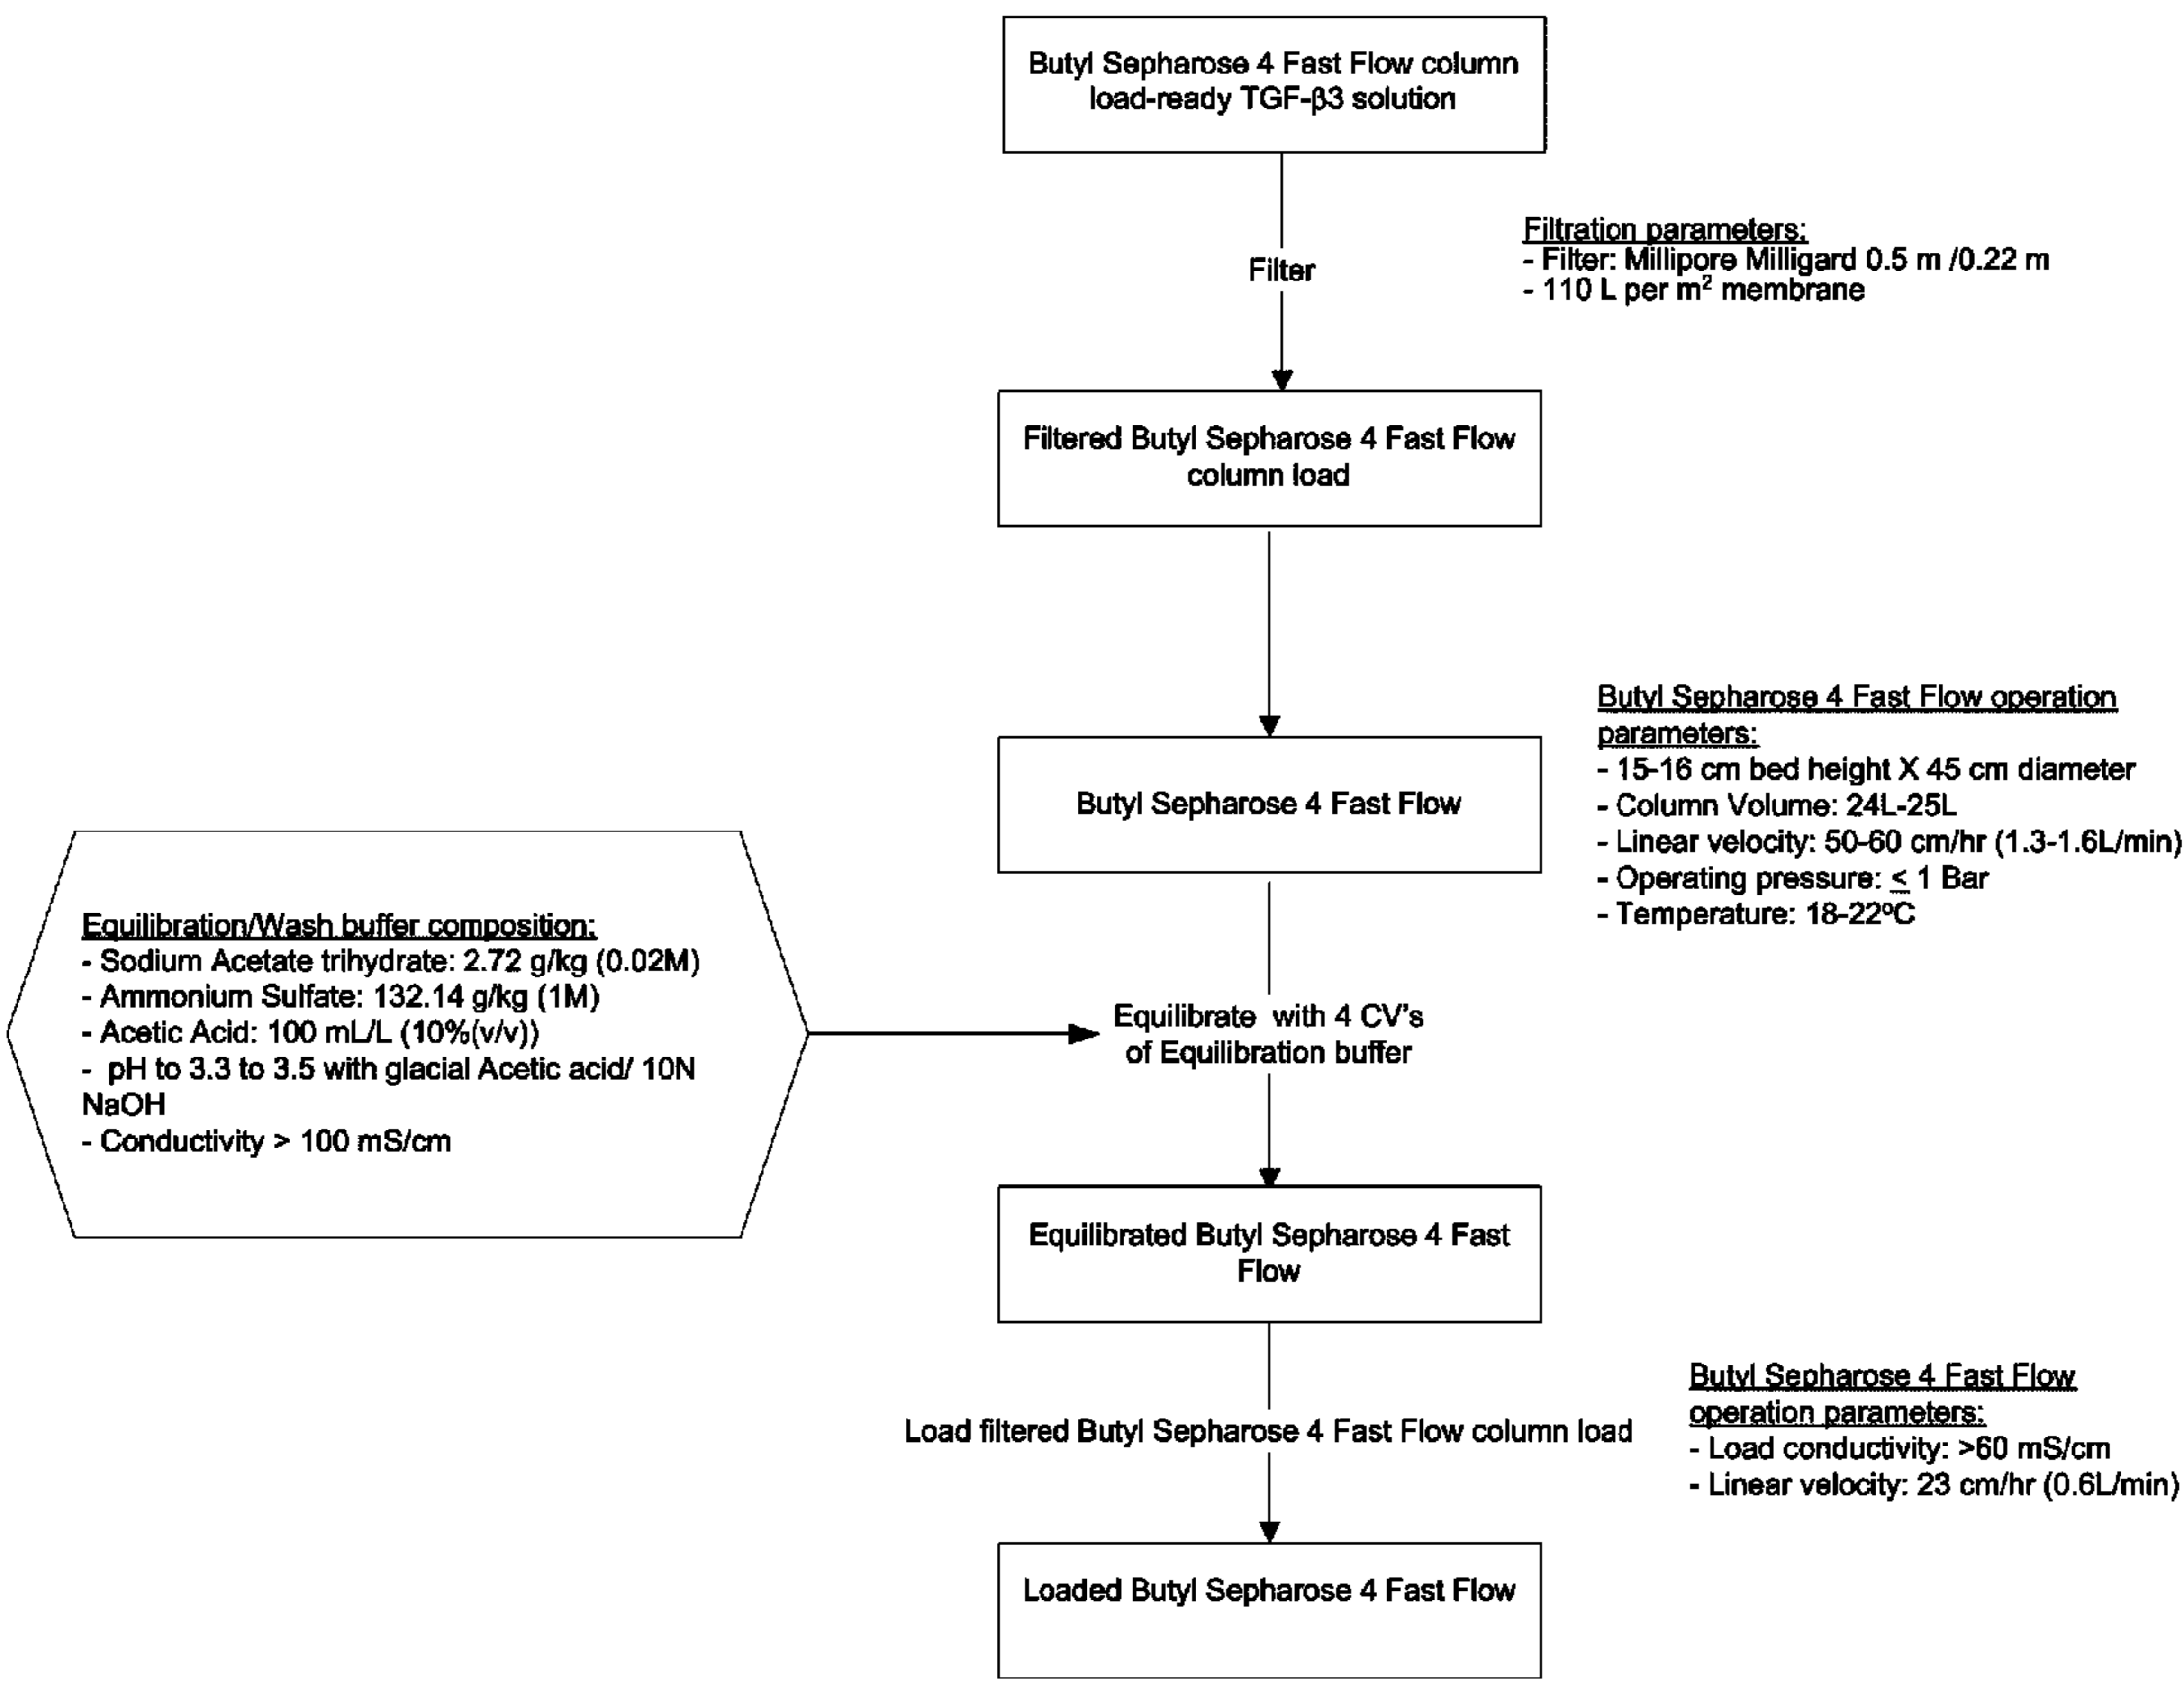 Butyl Sepharose 4 Fast Flow column
load-ready TGF-β3 solution
Filter
Filtration parameters:
- Filter: Millipore Milligard 0.5 m /0.22 m
- 110 L per m² membrane
Filtered Butyl Sepharose 4 Fast Flow
column load
Butyl Sepharose 4 Fast Flow
Butyl Sepharose 4 Fast Flow operation
parameters:
- 15-16 cm bed height X 45 cm diameter
- Column Volume: 24L-25L
- Linear velocity: 50-60 cm/hr (1.3-1.6L/min)
- Operating pressure: ≤ 1 Bar
- Temperature: 18-22ºC
Equilibration/Wash buffer composition:
- Sodium Acetate trihydrate: 2.72 g/kg (0.02M)
- Ammonium Sulfate: 132.14 g/kg (1M)
- Acetic Acid: 100 mL/L (10%(v/v))
- pH to 3.3 to 3.5 with glacial Acetic acid/ 10N
NaOH
- Conductivity > 100 mS/cm
Equilibrate with 4 CV's
of Equilibration buffer
Equilibrated Butyl Sepharose 4 Fast
Flow
Load filtered Butyl Sepharose 4 Fast Flow column load
Butyl Sepharose 4 Fast Flow
operation parameters:
- Load conductivity: >60 mS/cm
- Linear velocity: 23 cm/hr (0.6L/min)
Loaded Butyl Sepharose 4 Fast Flow